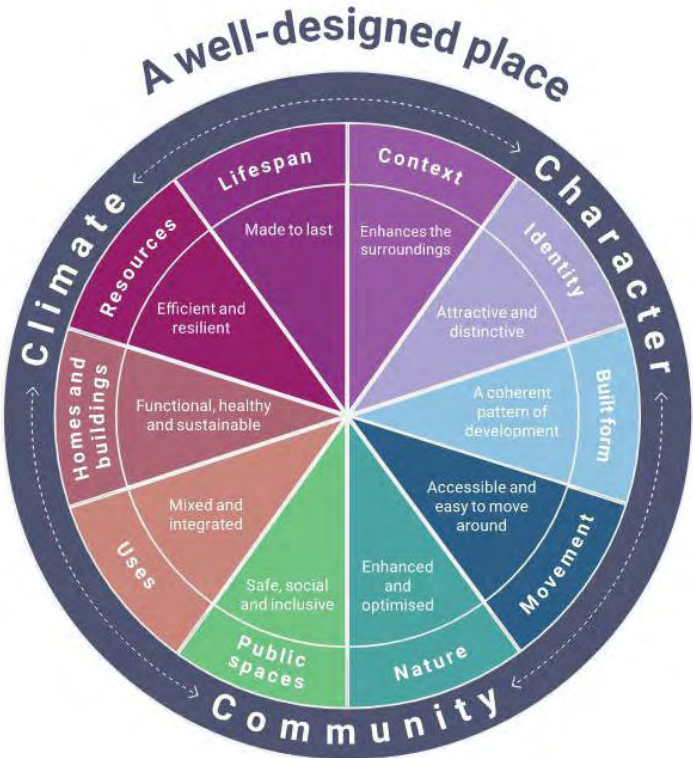 A well-designed place
Climate
Character
Community
Context
Enhances the
surroundings
Identity
Attractive and
distinctive
Built form
A coherent
pattern of
development
Movement
Accessible and
easy to move
around
Nature
Enhanced
and
optimised
Public
spaces
Safe, social
and inclusive
Uses
Mixed and
integrated
Homes and
buildings
Functional, healthy
and sustainable
Resources
Efficient and
resilient
Lifespan
Made to last